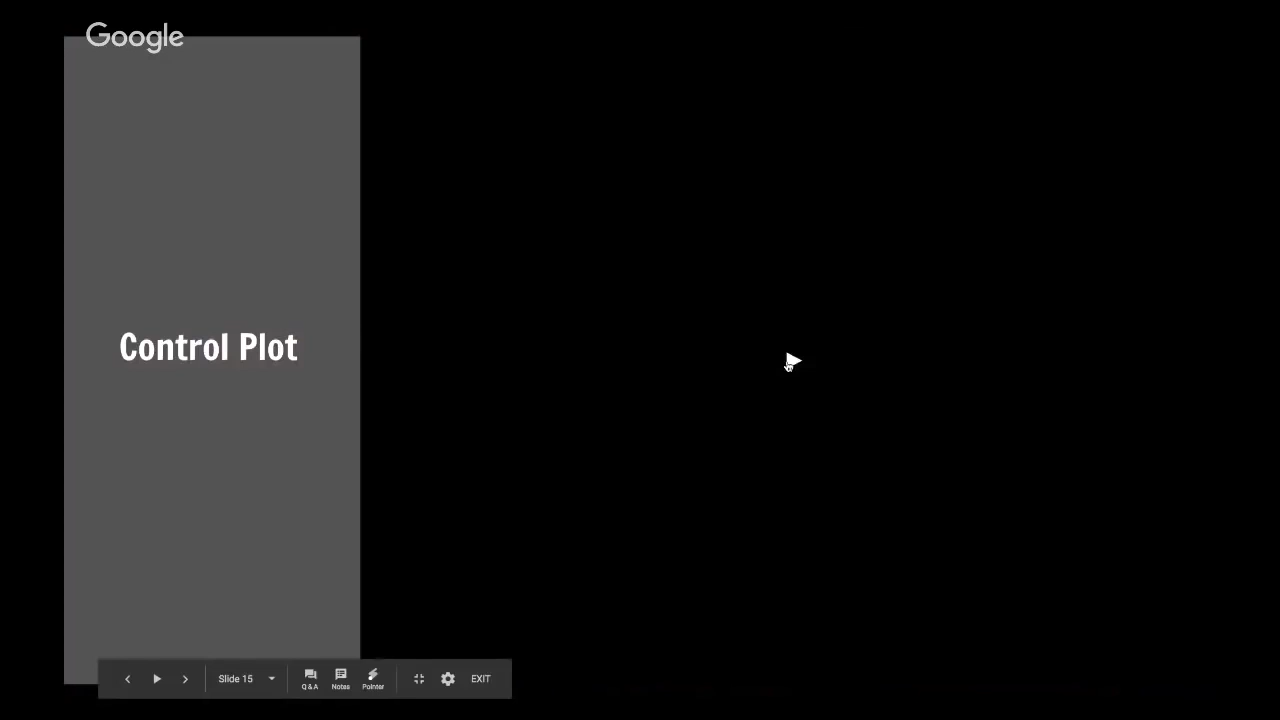 Google
Control Plot
Slide 15
Q & A
Notes
Pointer
EXIT